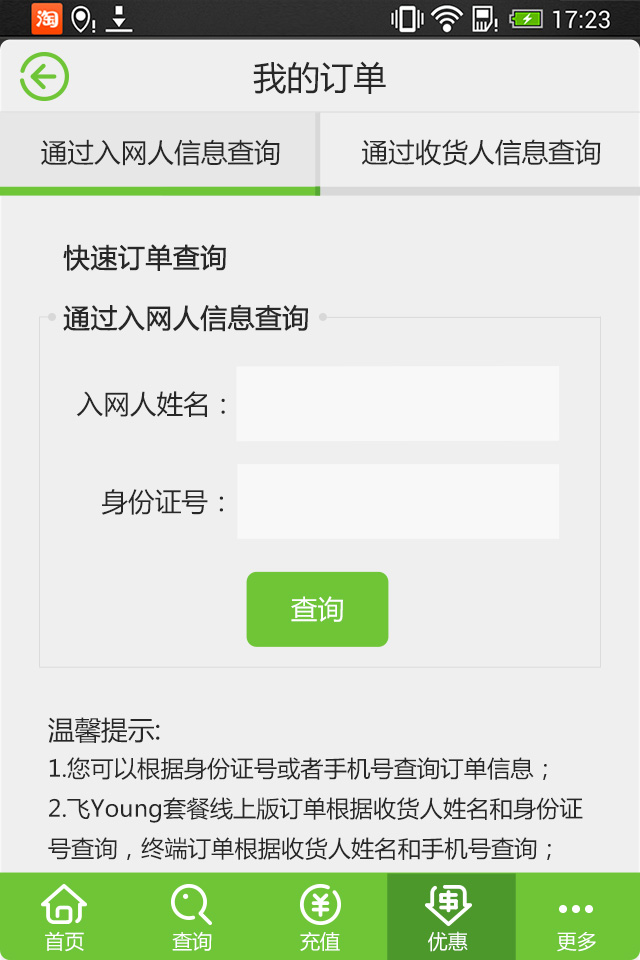 淘
17:23
我的订单
通过入网人信息查询
通过收货人信息查询
快速订单查询
通过入网人信息查询
入网人姓名：
身份证号：
查询
温馨提示:
1.您可以根据身份证号或者手机号查询订单信息；
2.飞Young套餐线上版订单根据收货人姓名和身份证
号查询，终端订单根据收货人姓名和手机号查询；
首页
查询
充值
优惠
更多